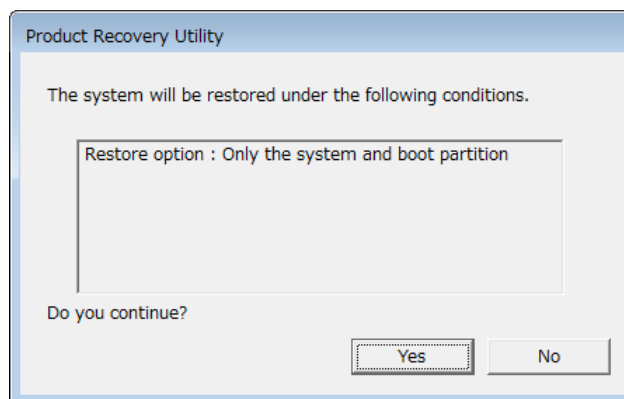 Product Recovery Utility
The system will be restored under the following conditions.
Restore option : Only the system and boot partition
Do you continue?
Yes
No